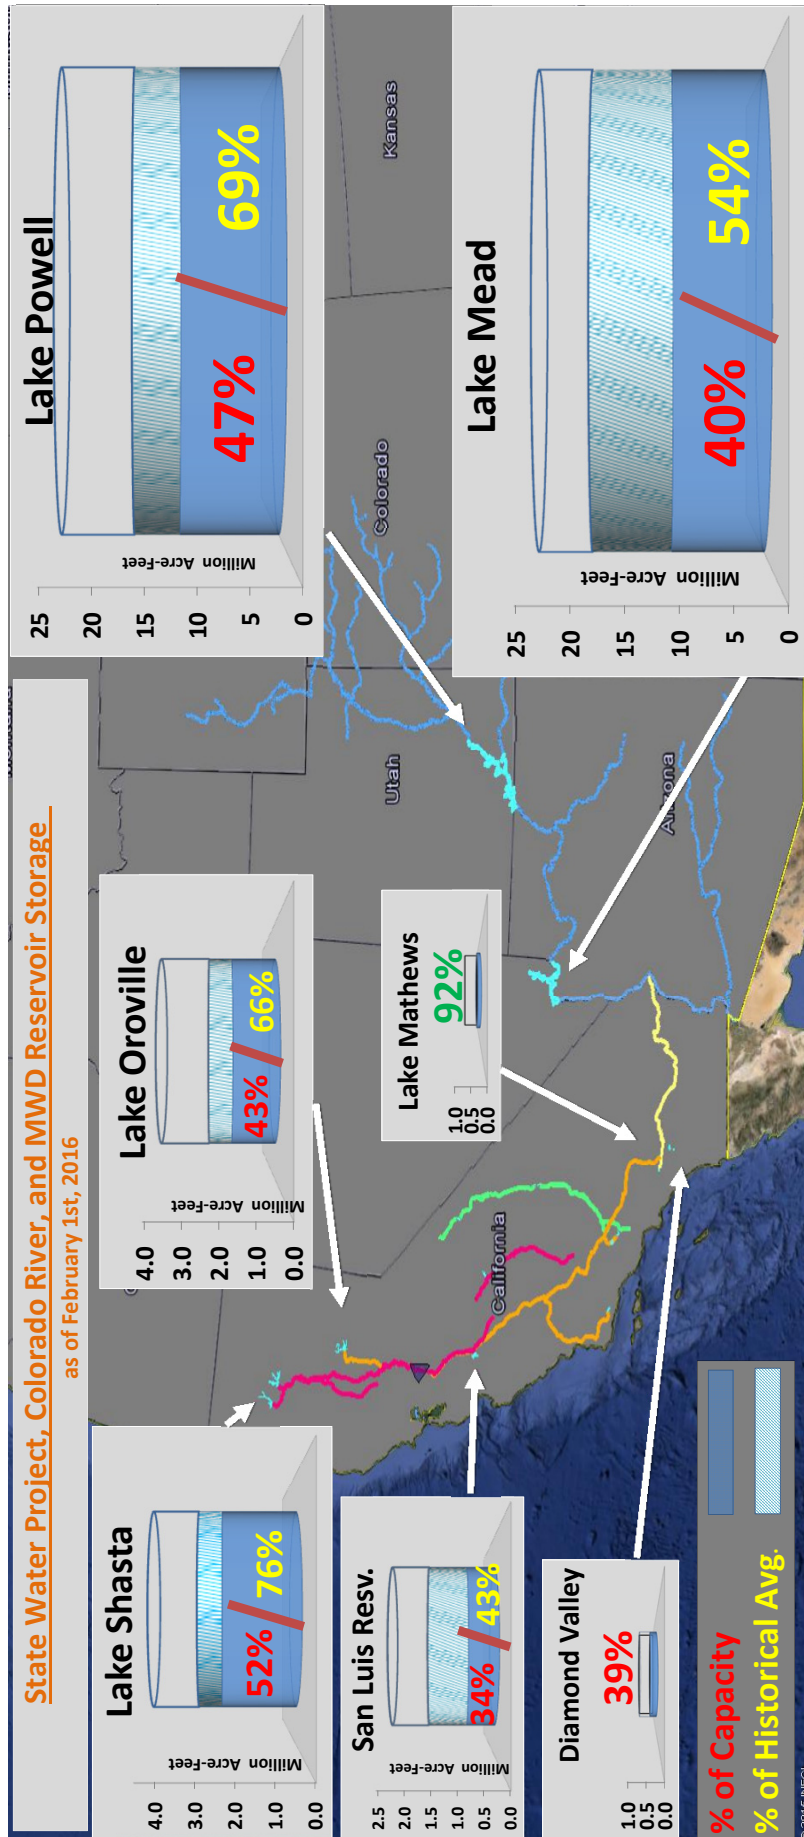 State Water Project, Colorado River, and MWD Reservoir Storage
as of February 1st, 2016
Lake Shasta
4.0
3.0
2.0
1.0
0.0
Million Acre-Feet
52%
76%
Lake Oroville
4.0
3.0
2.0
1.0
0.0
Million Acre-Feet
43%
66%
Lake Powell
25
20
15
10
5
0
Million Acre-Feet
47%
69%
San Luis Resv.
2.5
2.0
1.5
1.0
0.5
0.0
Million Acre-Feet
34%
43%
Lake Mathews
1.0
0.5
0.0
92%
Lake Mead
25
20
15
10
5
0
Million Acre-Feet
40%
54%
Diamond Valley
1.0
0.5
0.0
39%
Utah
Colorado
Kansas
California
Arizona
% of Capacity
% of Historical Avg.